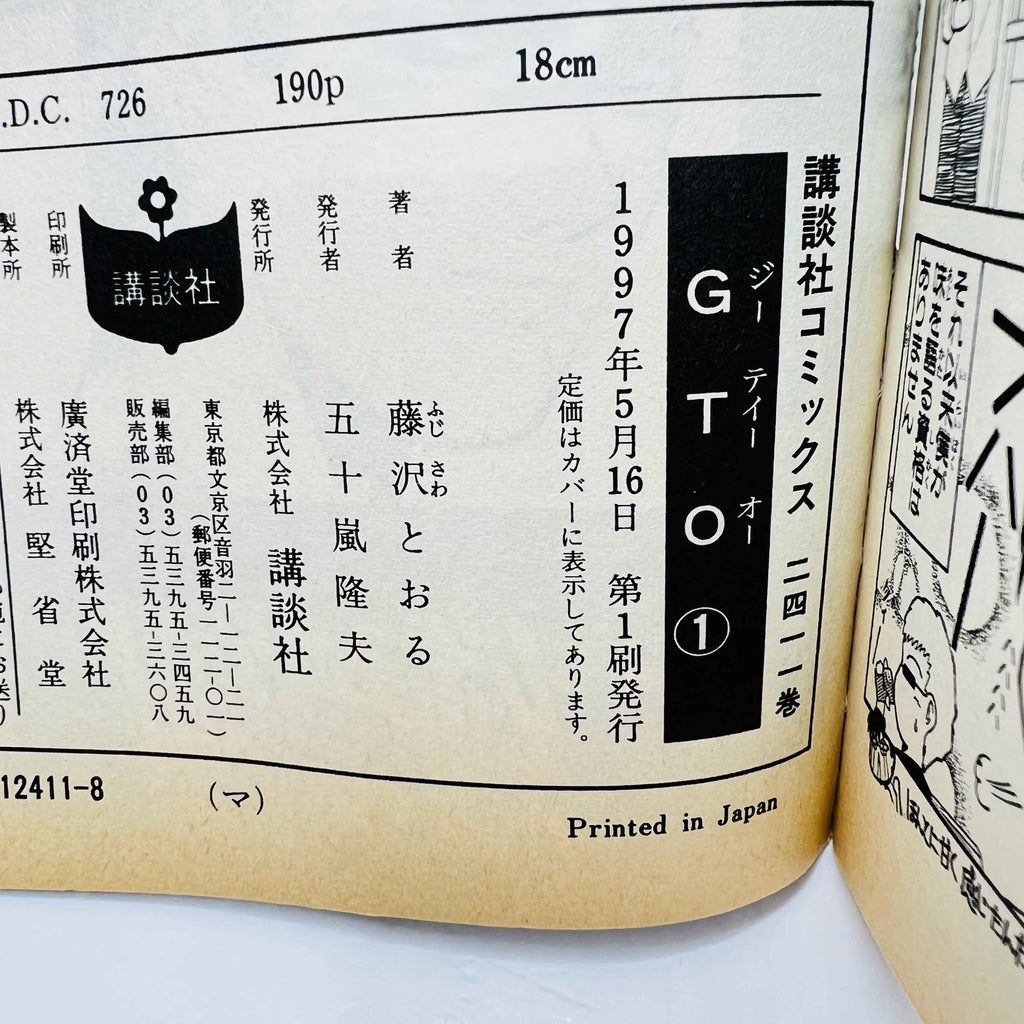 .D.C. 726 190p 18cm
講談社コミックス 二四一一巻
ジー ティー オー
GTO ①
1997年5月16日 第1刷発行
定価はカバーに表示してあります。
著者 藤沢とおる
ふじ さわ
発行者 五十嵐隆夫
発行所 株式会社 講談社
東京都文京区音羽二—一二—二一
(郵便番号一一二-〇一)
編集部(03)五三九五—三四五九
販売部(03)五三九五—三六〇八
講談社
印刷所 廣済堂印刷株式会社
製本所 株式会社 堅省堂
12411-8
(マ)
Printed in Japan